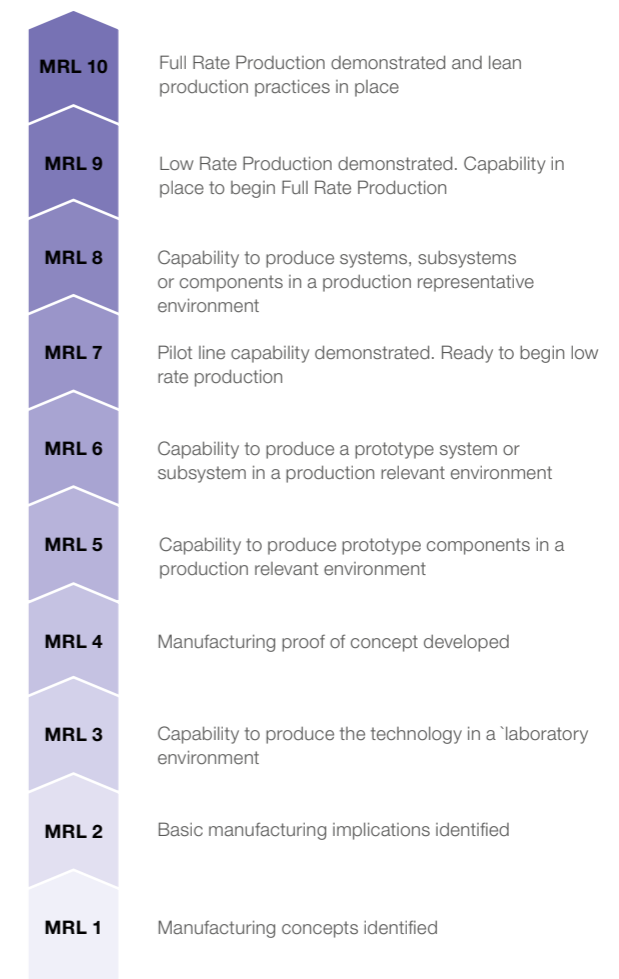 MRL 10
Full Rate Production demonstrated and lean
production practices in place
MRL 9
Low Rate Production demonstrated. Capability in
place to begin Full Rate Production
MRL 8
Capability to produce systems, subsystems
or components in a production representative
environment
MRL 7
Pilot line capability demonstrated. Ready to begin low
rate production
MRL 6
Capability to produce a prototype system or
subsystem in a production relevant environment
MRL 5
Capability to produce prototype components in a
production relevant environment
MRL 4
Manufacturing proof of concept developed
MRL 3
Capability to produce the technology in a `laboratory
environment
MRL 2
Basic manufacturing implications identified
MRL 1
Manufacturing concepts identified